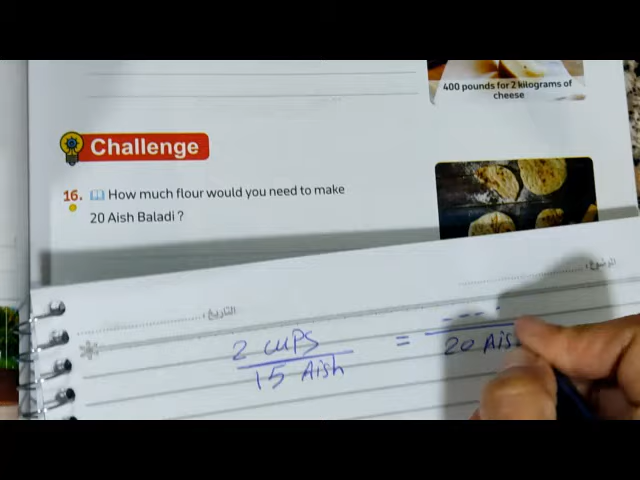 400 pounds for 2 kilograms of
cheese
Challenge
16. How much flour would you need to make
20 Aish Baladi ?
التاريخ :
الموضوع :
2 cups = ----
15 Aish 20 Ais